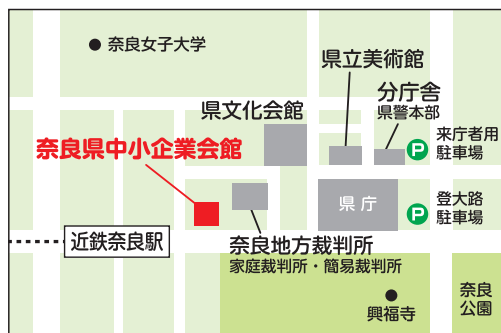 奈良女子大学
県立美術館
分庁舎
県警本部
県文化会館
来庁者用
駐車場
P
奈良県中小企業会館
県庁
登大路
駐車場
P
近鉄奈良駅
奈良地方裁判所
家庭裁判所・簡易裁判所
奈良
公園
興福寺